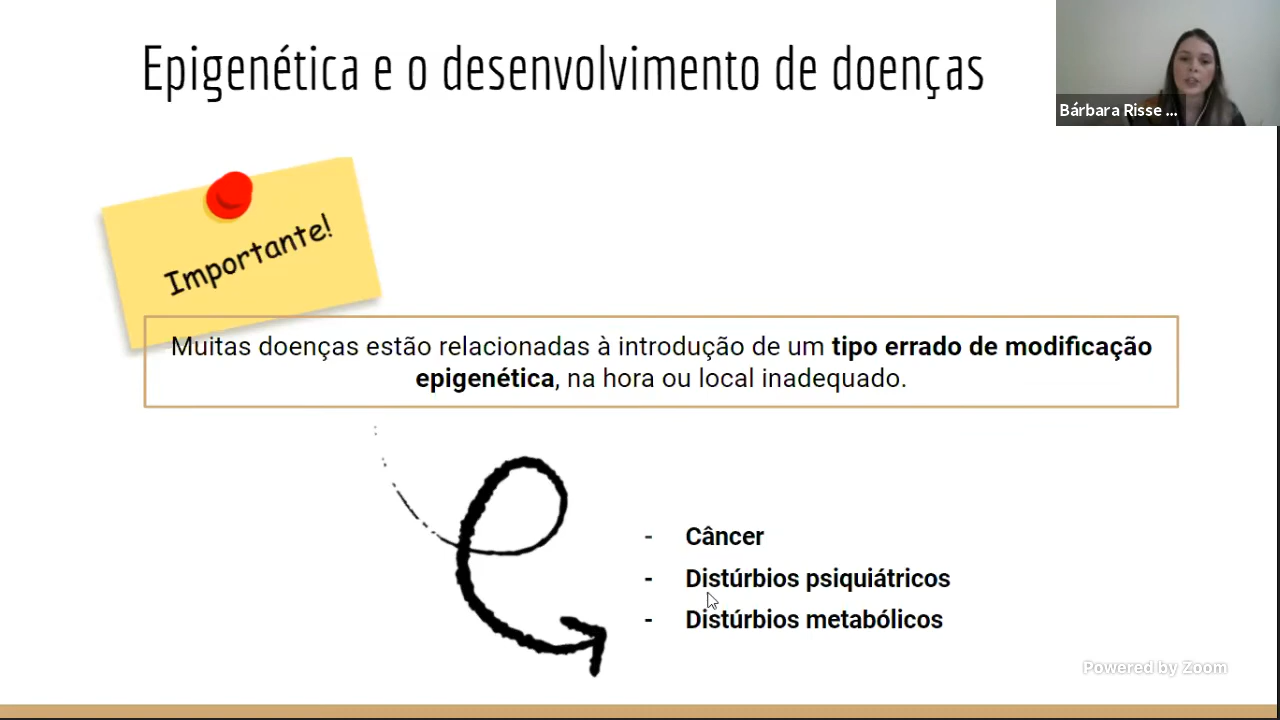 Epigenética e o desenvolvimento de doenças
Bárbara Risse ...
Importante!
Muitas doenças estão relacionadas à introdução de um tipo errado de modificação
epigenética, na hora ou local inadequado.
- Câncer
- Distúrbios psiquiátricos
- Distúrbios metabólicos
Powered by Zoom